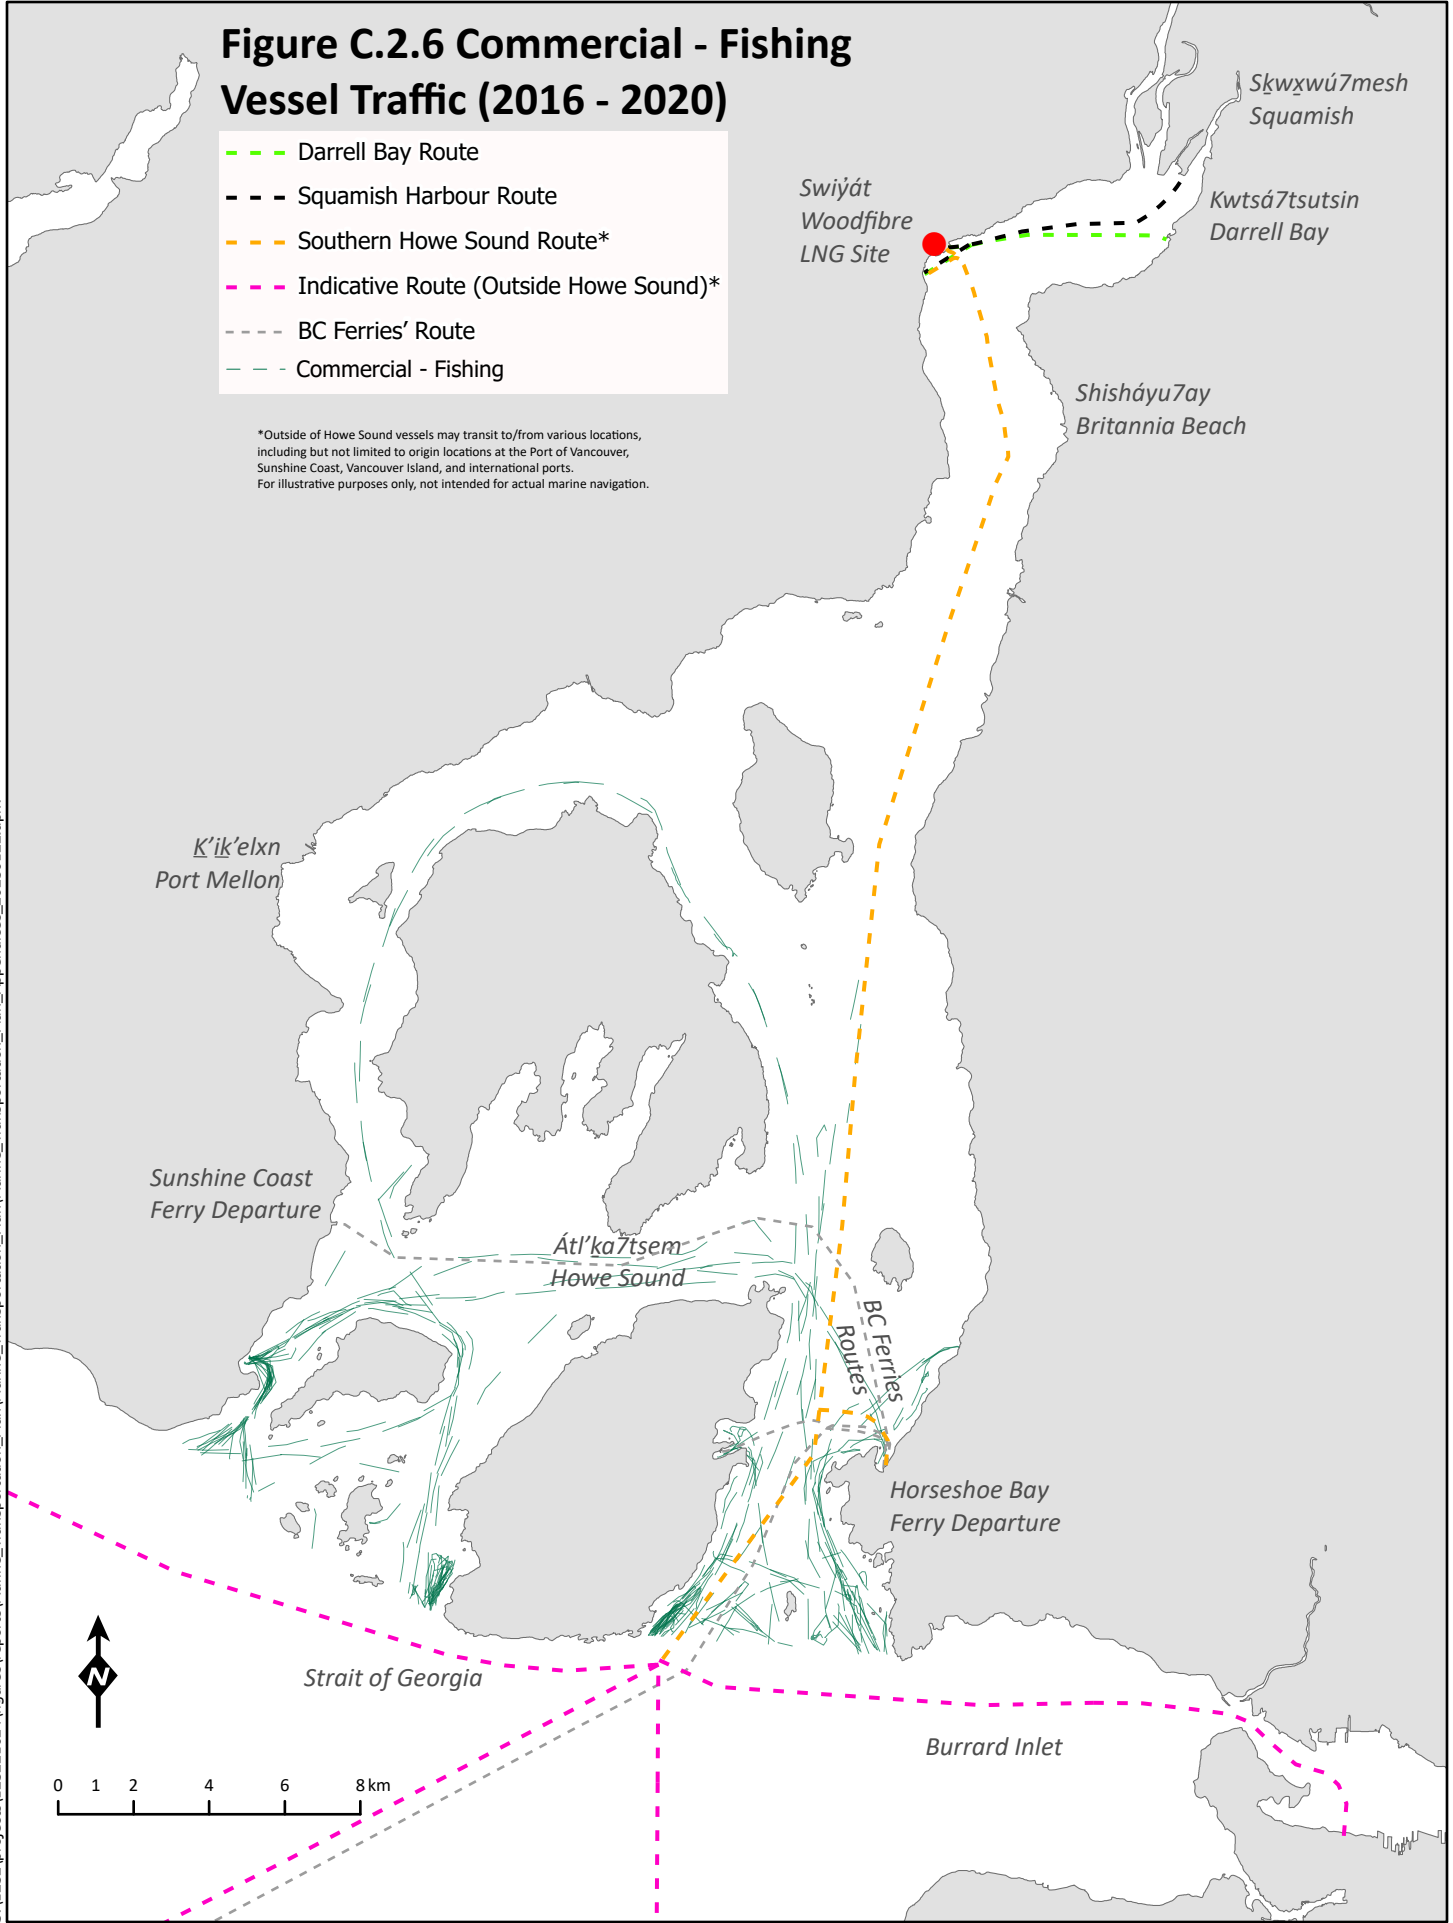 Figure C.2.6 Commercial - Fishing
Vessel Traffic (2016 - 2020)
Darrell Bay Route
Squamish Harbour Route
Southern Howe Sound Route*
Indicative Route (Outside Howe Sound)*
BC Ferries' Route
Commercial - Fishing
*Outside of Howe Sound vessels may transit to/from various locations,
including but not limited to origin locations at the Port of Vancouver,
Sunshine Coast, Vancouver Island, and international ports.
For illustrative purposes only, not intended for actual marine navigation.
Sḵwx̱wú7mesh
Squamish
Swiy̓át
Woodfibre
LNG Site
Kwtsá7tsutsin
Darrell Bay
Shisháyu7ay
Britannia Beach
Ḵ'iḵ'elxn
Port Mellon
Sunshine Coast
Ferry Departure
Átl'ḵa7tsem
Howe Sound
BC Ferries
Routes
Horseshoe Bay
Ferry Departure
Strait of Georgia
Burrard Inlet
N
0 1 2 4 6 8 km